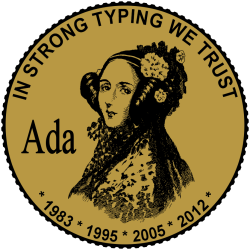 IN STRONG TYPING WE TRUST
Ada
* 1983 * 1995 * 2005 * 2012 *